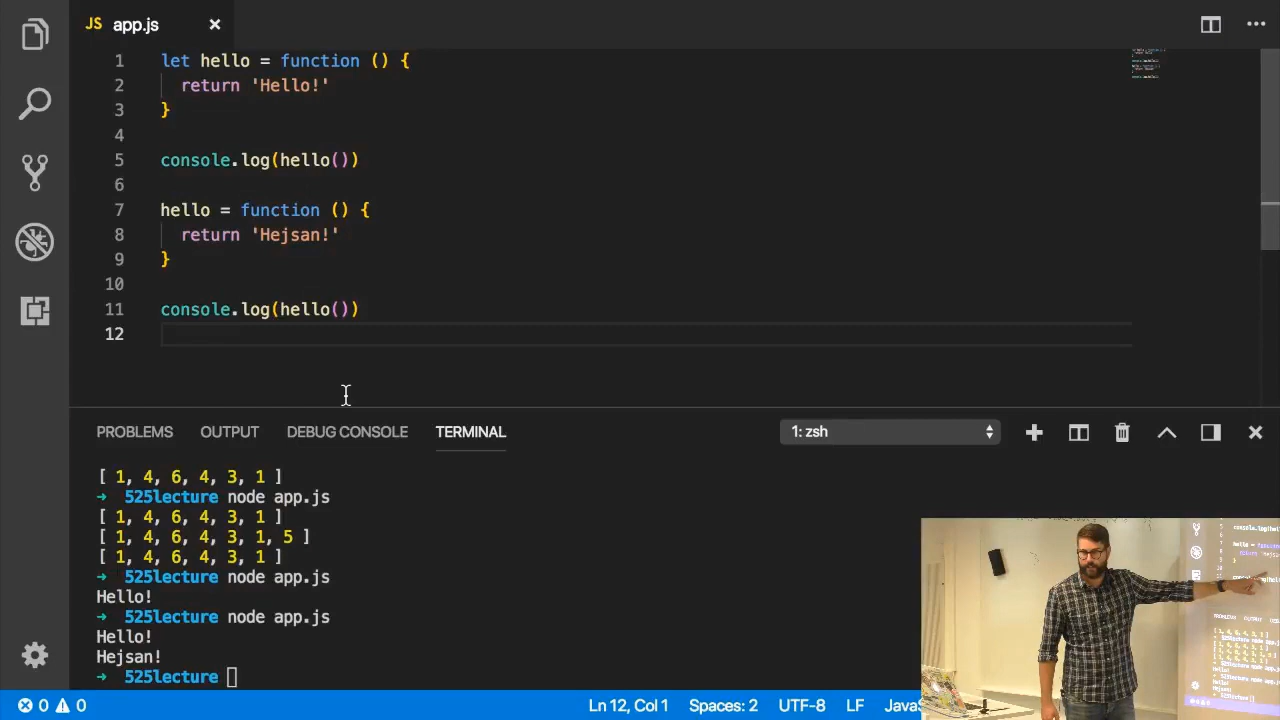 JS app.js
1 let hello = function () {
2 return 'Hello!'
3 }
4
5 console.log(hello())
6
7 hello = function () {
8 return 'Hejsan!'
9 }
10
11 console.log(hello())
12
PROBLEMS OUTPUT DEBUG CONSOLE TERMINAL 1: zsh
[ 1, 4, 6, 4, 3, 1 ]
➜ 525lecture node app.js
[ 1, 4, 6, 4, 3, 1 ]
[ 1, 4, 6, 4, 3, 1, 5 ]
[ 1, 4, 6, 4, 3, 1 ]
➜ 525lecture node app.js
Hello!
➜ 525lecture node app.js
Hello!
Hejsan!
➜ 525lecture
0 0 Ln 12, Col 1 Spaces: 2 UTF-8 LF JavaS